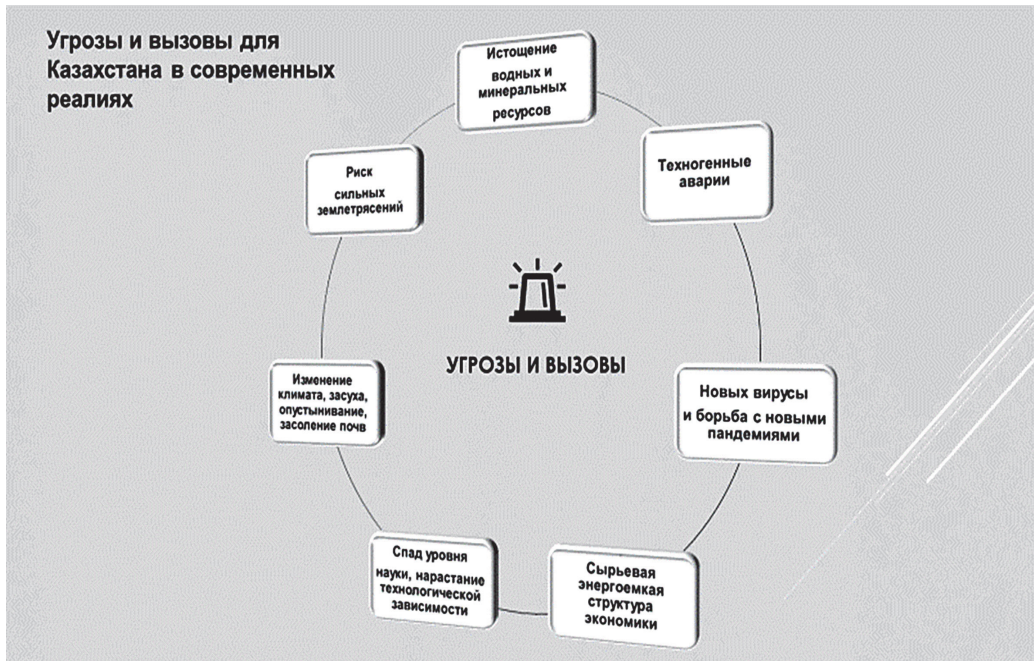 Угрозы и вызовы для
Казахстана в современных
реалиях
Истощение
водных и
минеральных
ресурсов
Техногенные
аварии
Новых вирусы
и борьба с новыми
пандемиями
Сырьевая
энергоемкая
структура
экономики
Спад уровня
науки, нарастание
технологической
зависимости
Изменение
климата, засуха,
опустынивание,
засоление почв
Риск
сильных
землетрясений
УГРОЗЫ И ВЫЗОВЫ